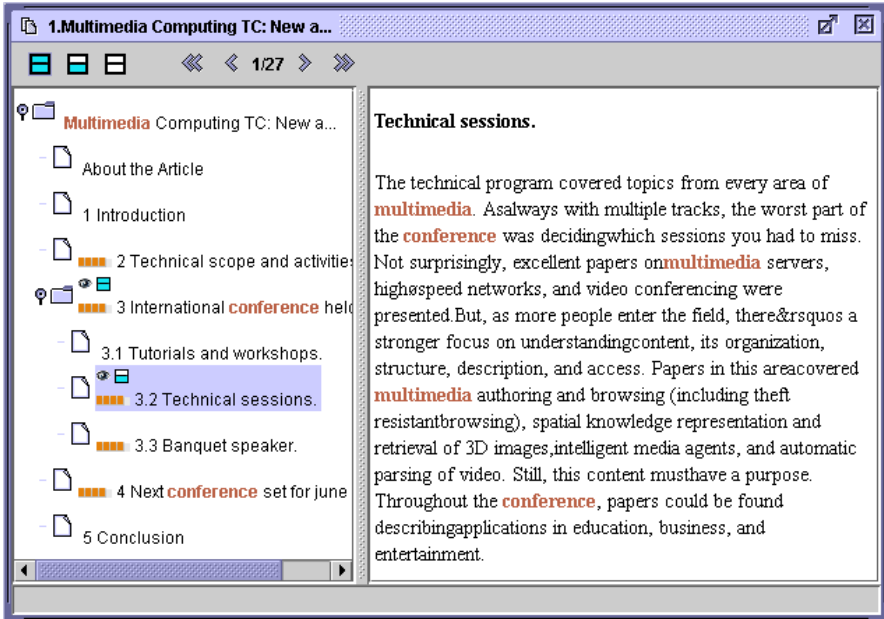 1.Multimedia Computing TC: New a...
1/27
Multimedia Computing TC: New a...
About the Article
1 Introduction
2 Technical scope and activities
3 International conference held
3.1 Tutorials and workshops.
3.2 Technical sessions.
3.3 Banquet speaker.
4 Next conference set for june
5 Conclusion
Technical sessions.
The technical program covered topics from every area of
multimedia. Asalways with multiple tracks, the worst part of
the conference was decidingwhich sessions you had to miss.
Not surprisingly, excellent papers onmultimedia servers,
highøspeed networks, and video conferencing were
presented.But, as more people enter the field, there&rsquos a
stronger focus on understandingcontent, its organization,
structure, description, and access. Papers in this areacovered
multimedia authoring and browsing (including theft
resistantbrowsing), spatial knowledge representation and
retrieval of 3D images,intelligent media agents, and automatic
parsing of video. Still, this content musthave a purpose.
Throughout the conference, papers could be found
describingapplications in education, business, and
entertainment.